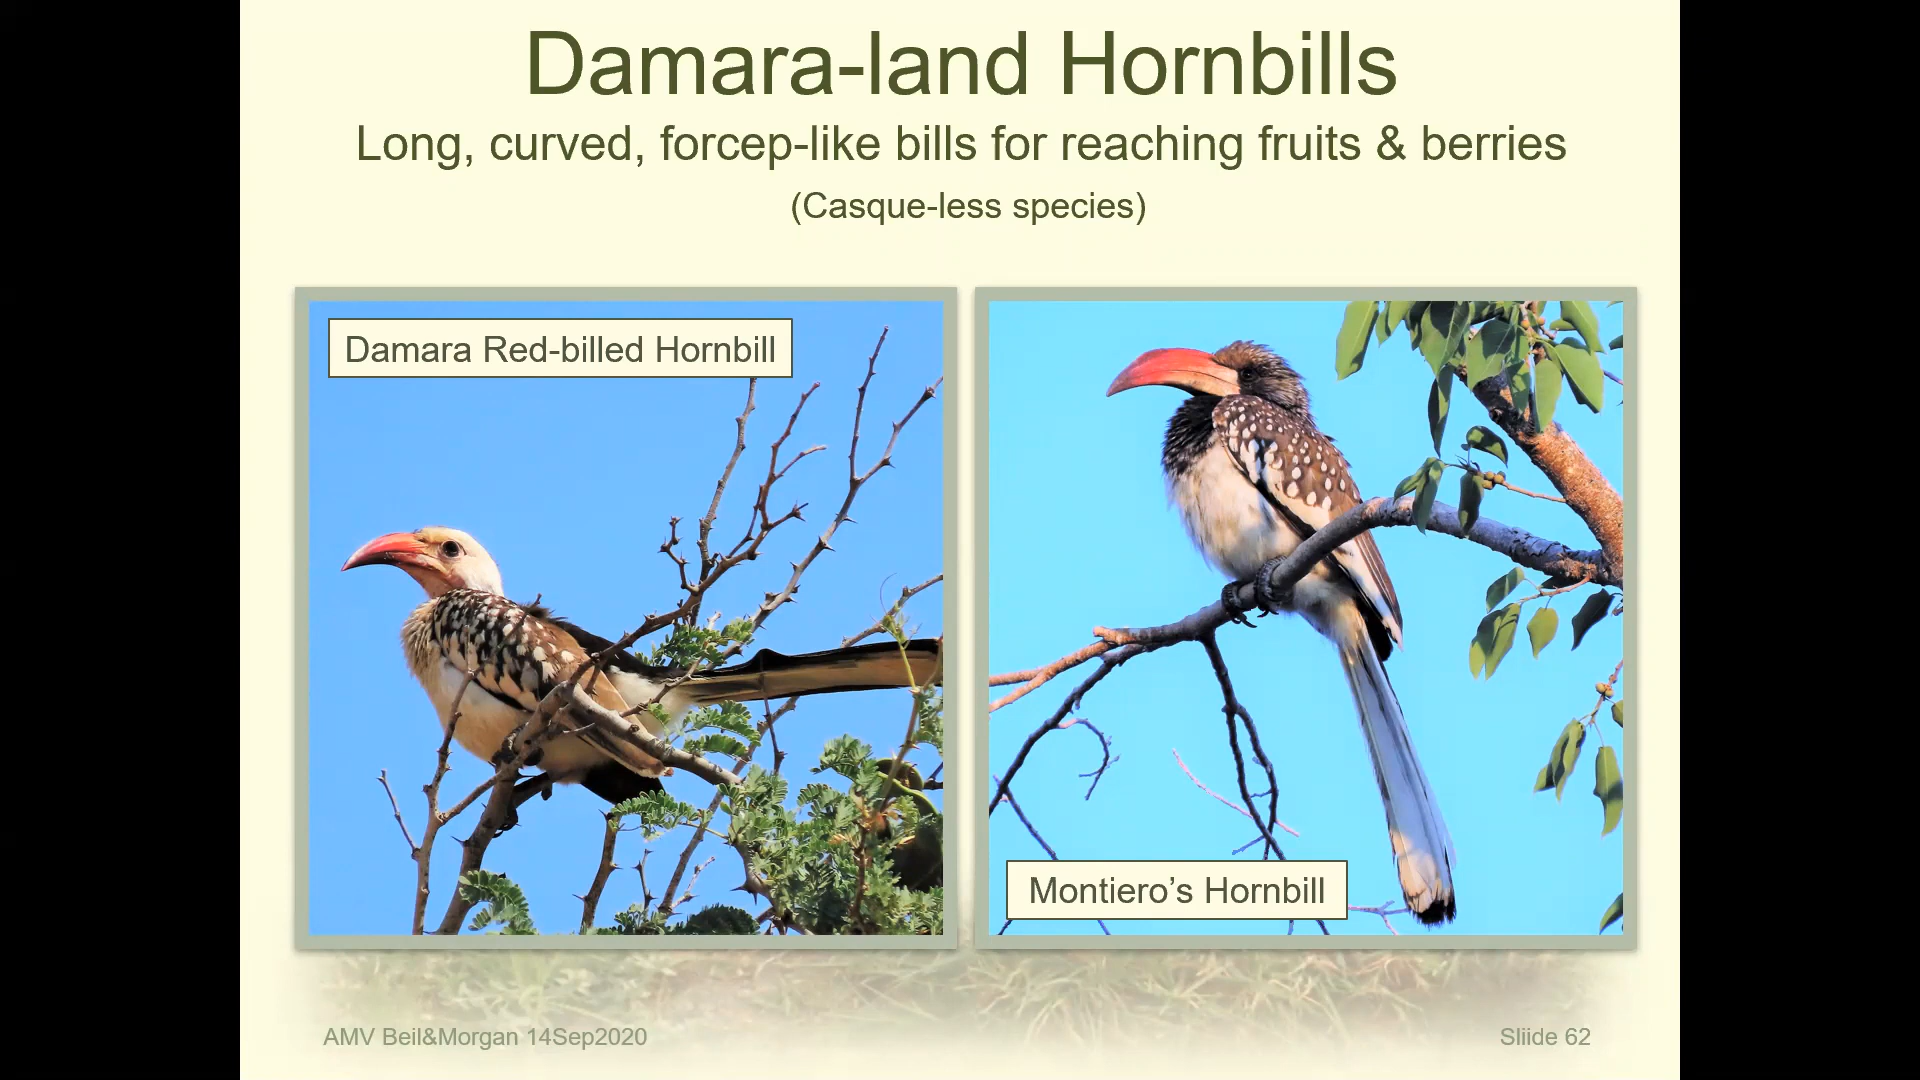 Damara-land Hornbills
Long, curved, forcep-like bills for reaching fruits & berries
(Casque-less species)
Damara Red-billed Hornbill
Montiero’s Hornbill
AMV Beil&Morgan 14Sep2020
Sliide 62